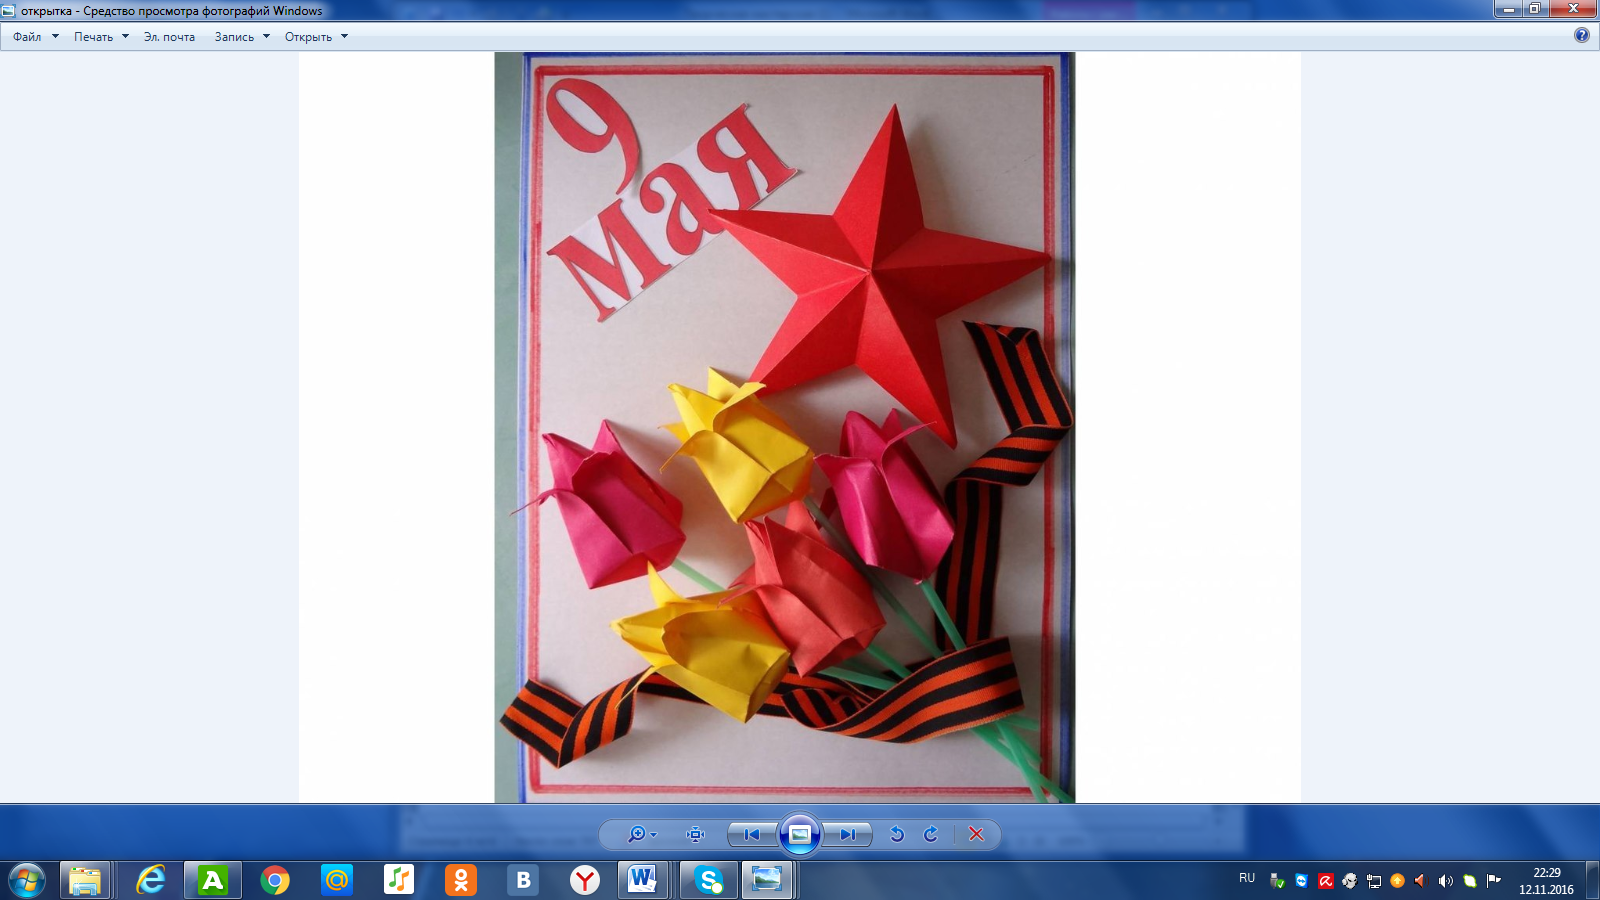 открытка - Средство просмотра фотографий Windows
Файл Печать Эл. почта Запись Открыть
9
мая
RU
22:29
12.11.2016